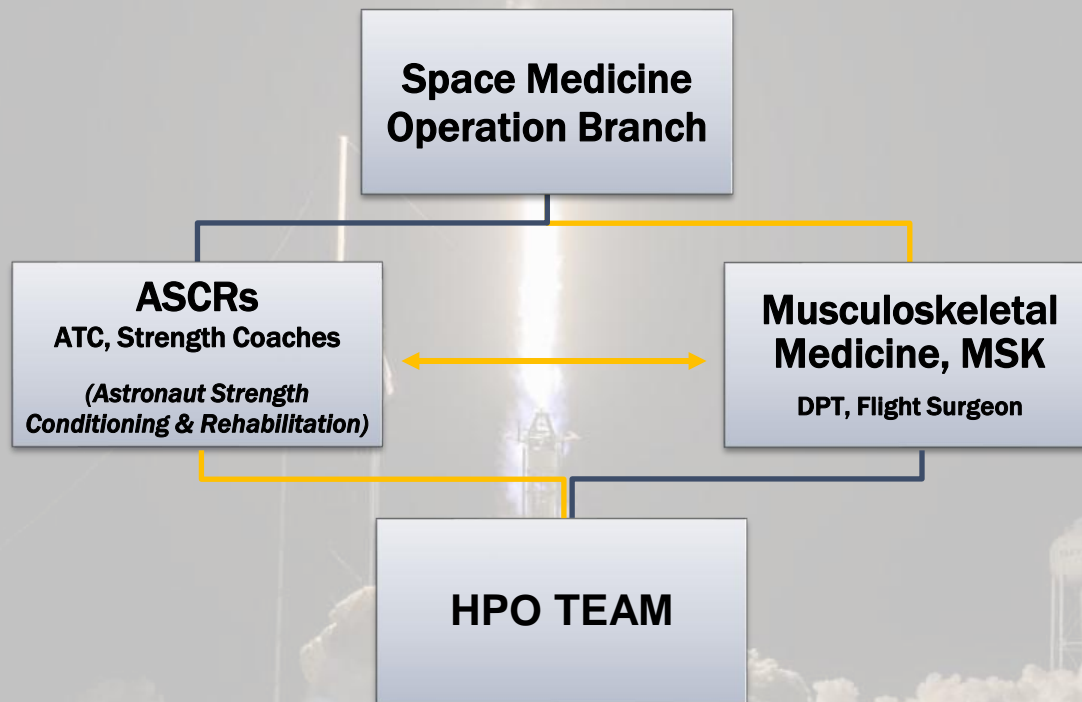 Space Medicine
Operation Branch
ASCRs
ATC, Strength Coaches
(Astronaut Strength
Conditioning & Rehabilitation)
Musculoskeletal
Medicine, MSK
DPT, Flight Surgeon
HPO TEAM